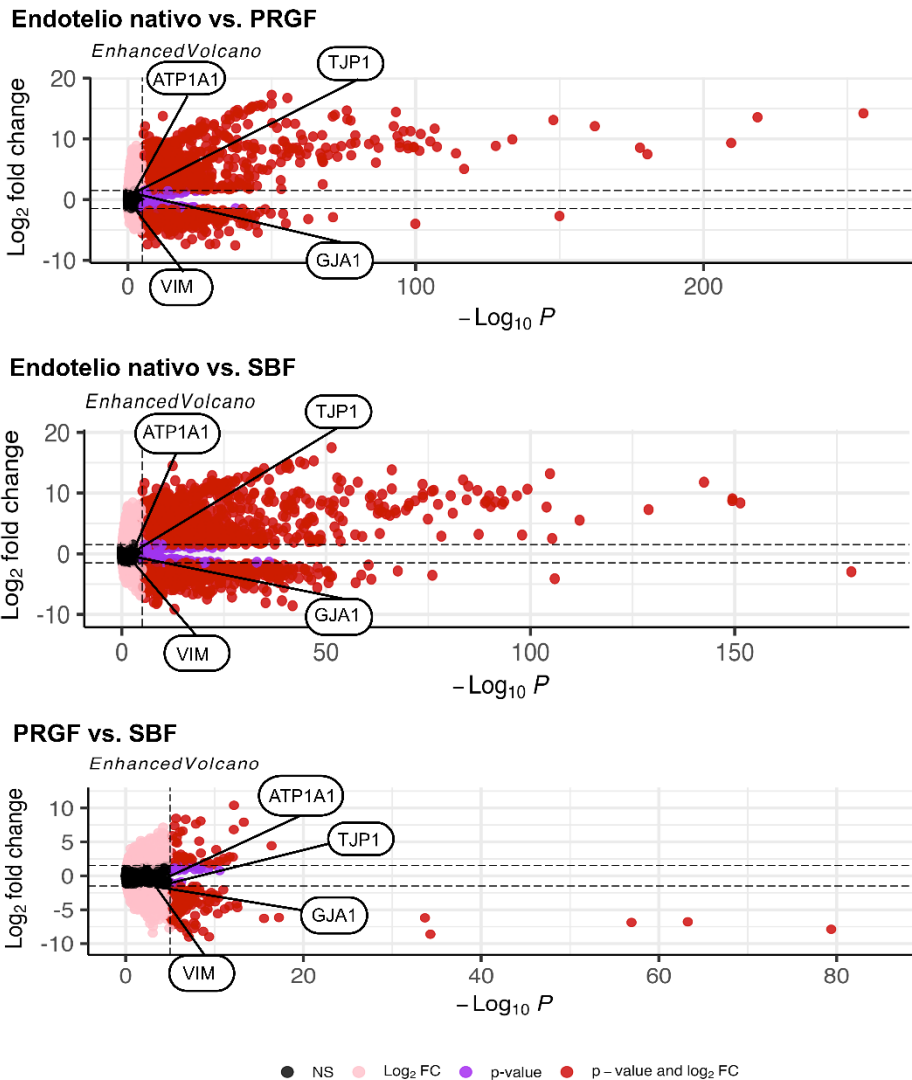 Endotelio nativo vs. PRGF
EnhancedVolcano
ATP1A1
TJP1
20
10
0
-10
Log2 fold change
GJA1
VIM
0 100 200
−Log10 P
Endotelio nativo vs. SBF
EnhancedVolcano
ATP1A1
TJP1
20
10
0
-10
Log2 fold change
GJA1
VIM
0 50 100 150
−Log10 P
PRGF vs. SBF
EnhancedVolcano
ATP1A1
TJP1
10
5
0
-5
-10
Log2 fold change
GJA1
VIM
0 20 40 60 80
−Log10 P
NS Log2 FC p-value p − value and log2 FC